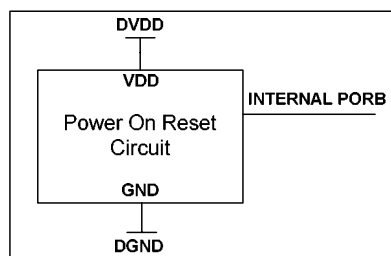 DVDD
VDD
INTERNAL PORB
Power On Reset
Circuit
GND
DGND